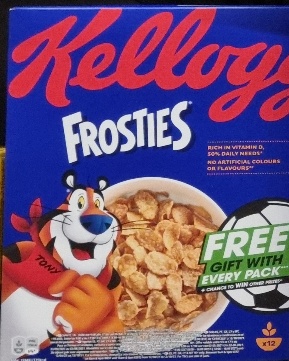 Kellogg
FROSTIES®
RICH IN VITAMIN D,
50% DAILY NEEDS*
NO ARTIFICIAL COLOURS
OR FLAVOURS**
TONY
FREE
GIFT WITH
EVERY PACK***
+ CHANCE TO WIN OTHER PRIZES
x12